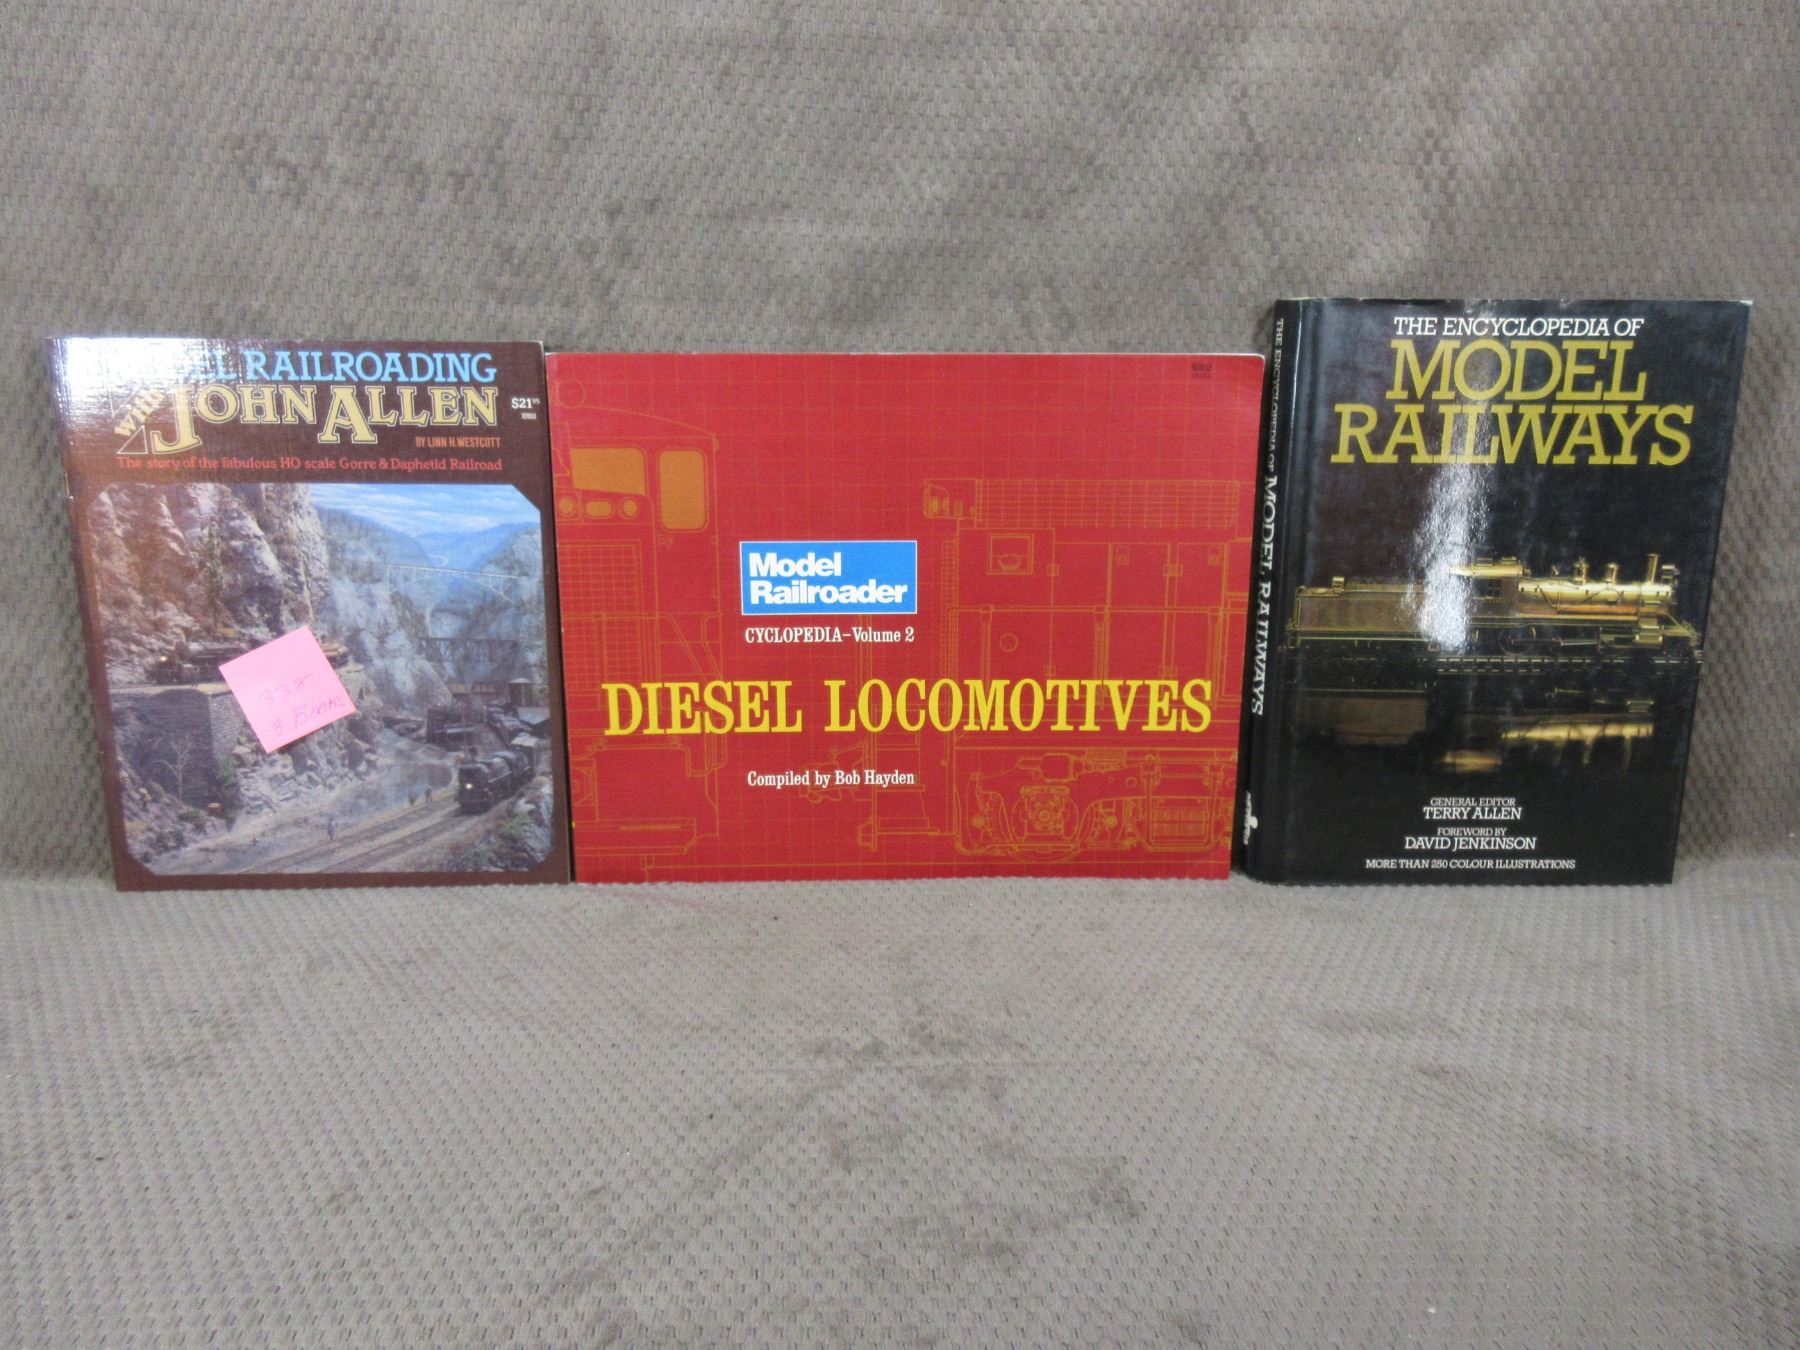 EL RAILROADING
WITH
JOHN ALLEN
$21.95
12052
BY LINN H. WESTCOTT
The story of the fabulous HO scale Gorre & Daphetid Railroad
338
3 Books
Model
Railroader
CYCLOPEDIA–Volume 2
DIESEL LOCOMOTIVES
Compiled by Bob Hayden
THE ENCYCLOPEDIA OF MODEL RAILWAYS
THE ENCYCLOPEDIA OF
MODEL
RAILWAYS
GENERAL EDITOR
TERRY ALLEN
FOREWORD BY
DAVID JENKINSON
MORE THAN 250 COLOUR ILLUSTRATIONS